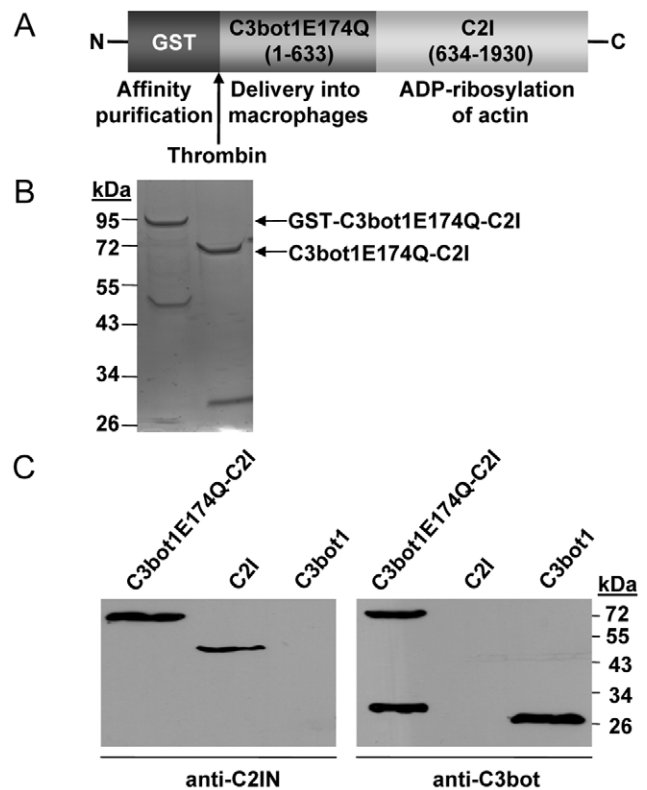 A
N
GST
C3bot1E174Q
(1-633)
C2I
(634-1930)
C
Affinity
purification
Delivery into
macrophages
ADP-ribosylation
of actin
Thrombin
B
kDa
95
72
55
43
34
26
GST-C3bot1E174Q-C2I
C3bot1E174Q-C2I
C
C3bot1E174Q-C2I
C2I
C3bot1
C3bot1E174Q-C2I
C2I
C3bot1
kDa
72
55
43
34
26
anti-C2IN
anti-C3bot